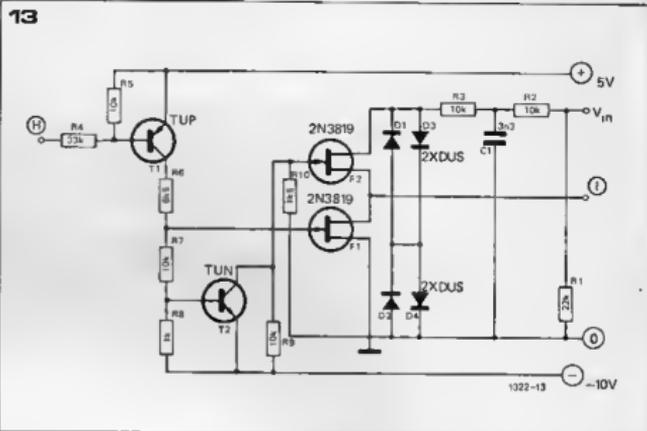 13
+
5V
R5
10k
TUP
R3
10k
R2
10k
Vin
H
R4
33k
T1
2N3819
D1
D3
3n3
C1
2XDUS
R6
6k8
R10
1k5
F2
2N3819
I
R7
10k
F1
TUN
2XDUS
R1
22k
R8
1k
T2
D2
D4
10k
R9
0
1322-13
−
−10V